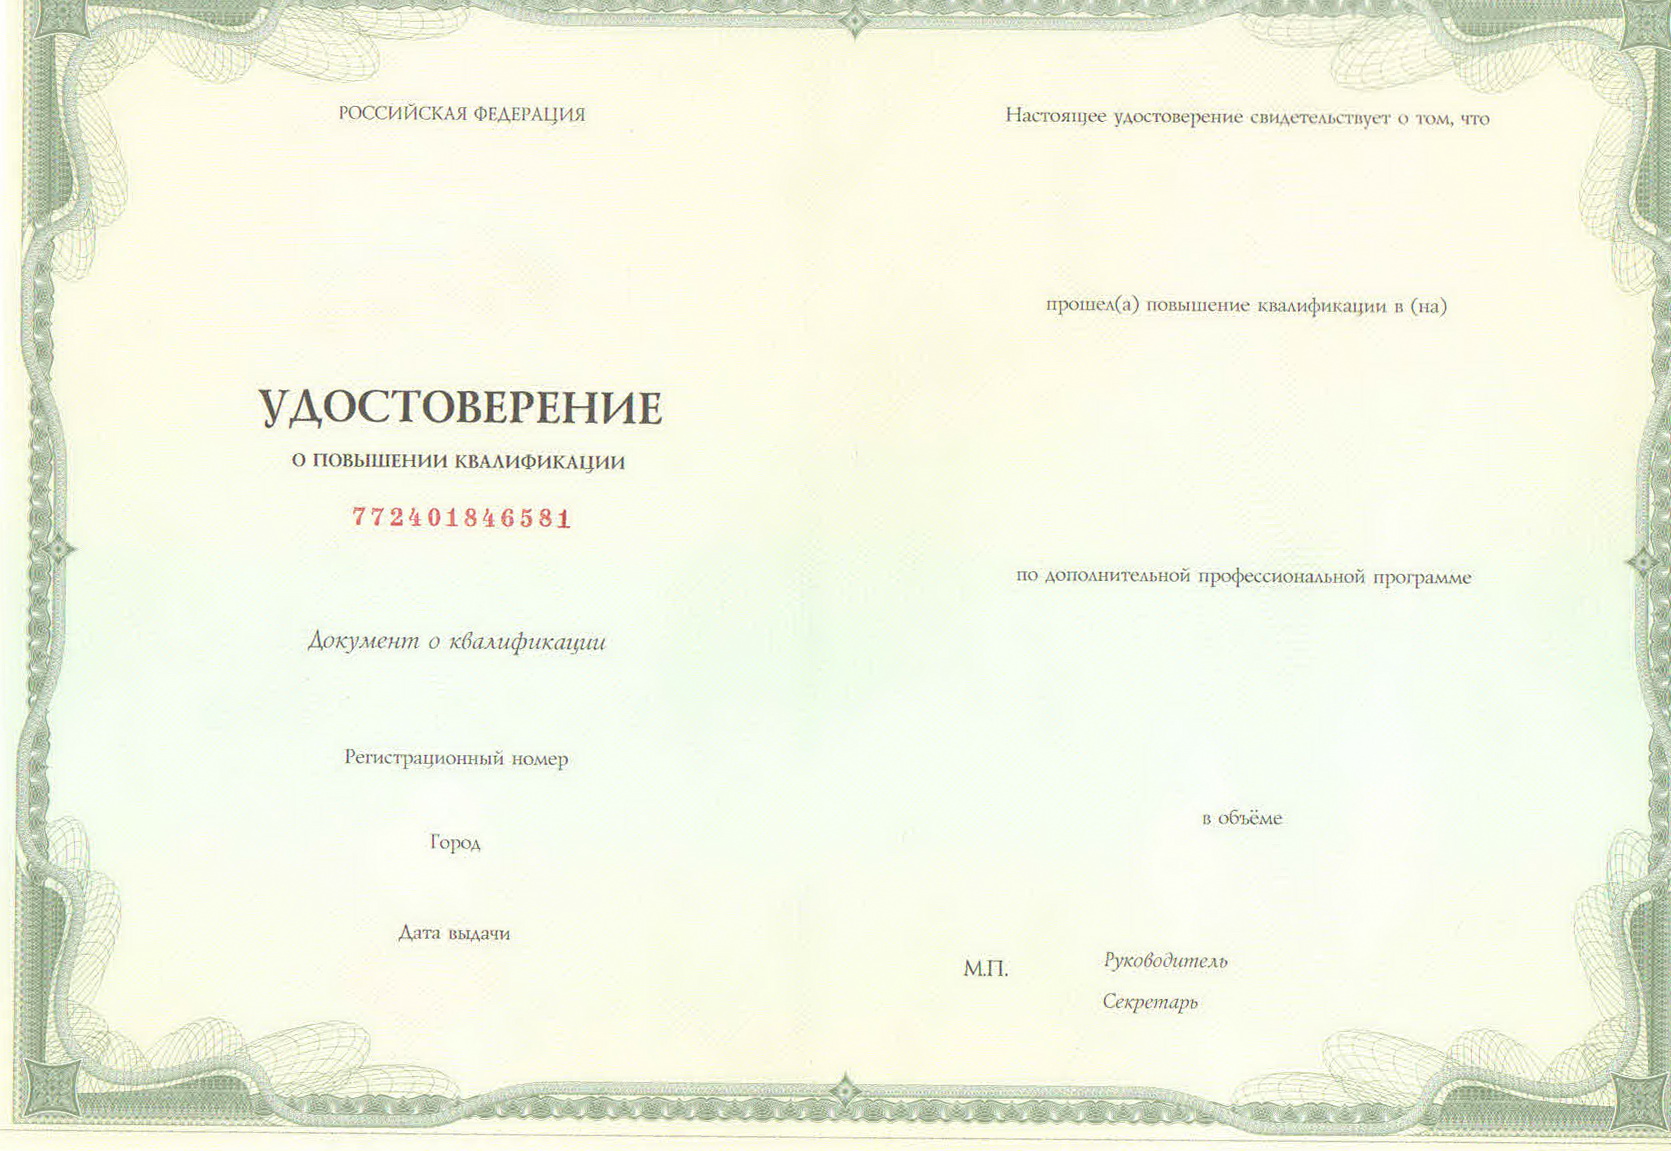 РОССИЙСКАЯ ФЕДЕРАЦИЯ
УДОСТОВЕРЕНИЕ
О ПОВЫШЕНИИ КВАЛИФИКАЦИИ
772401846581
Документ о квалификации
Регистрационный номер
Город
Дата выдачи
Настоящее удостоверение свидетельствует о том, что
прошел(а) повышение квалификации в (на)
по дополнительной профессиональной программе
в объёме
М.П.
Руководитель
Секретарь